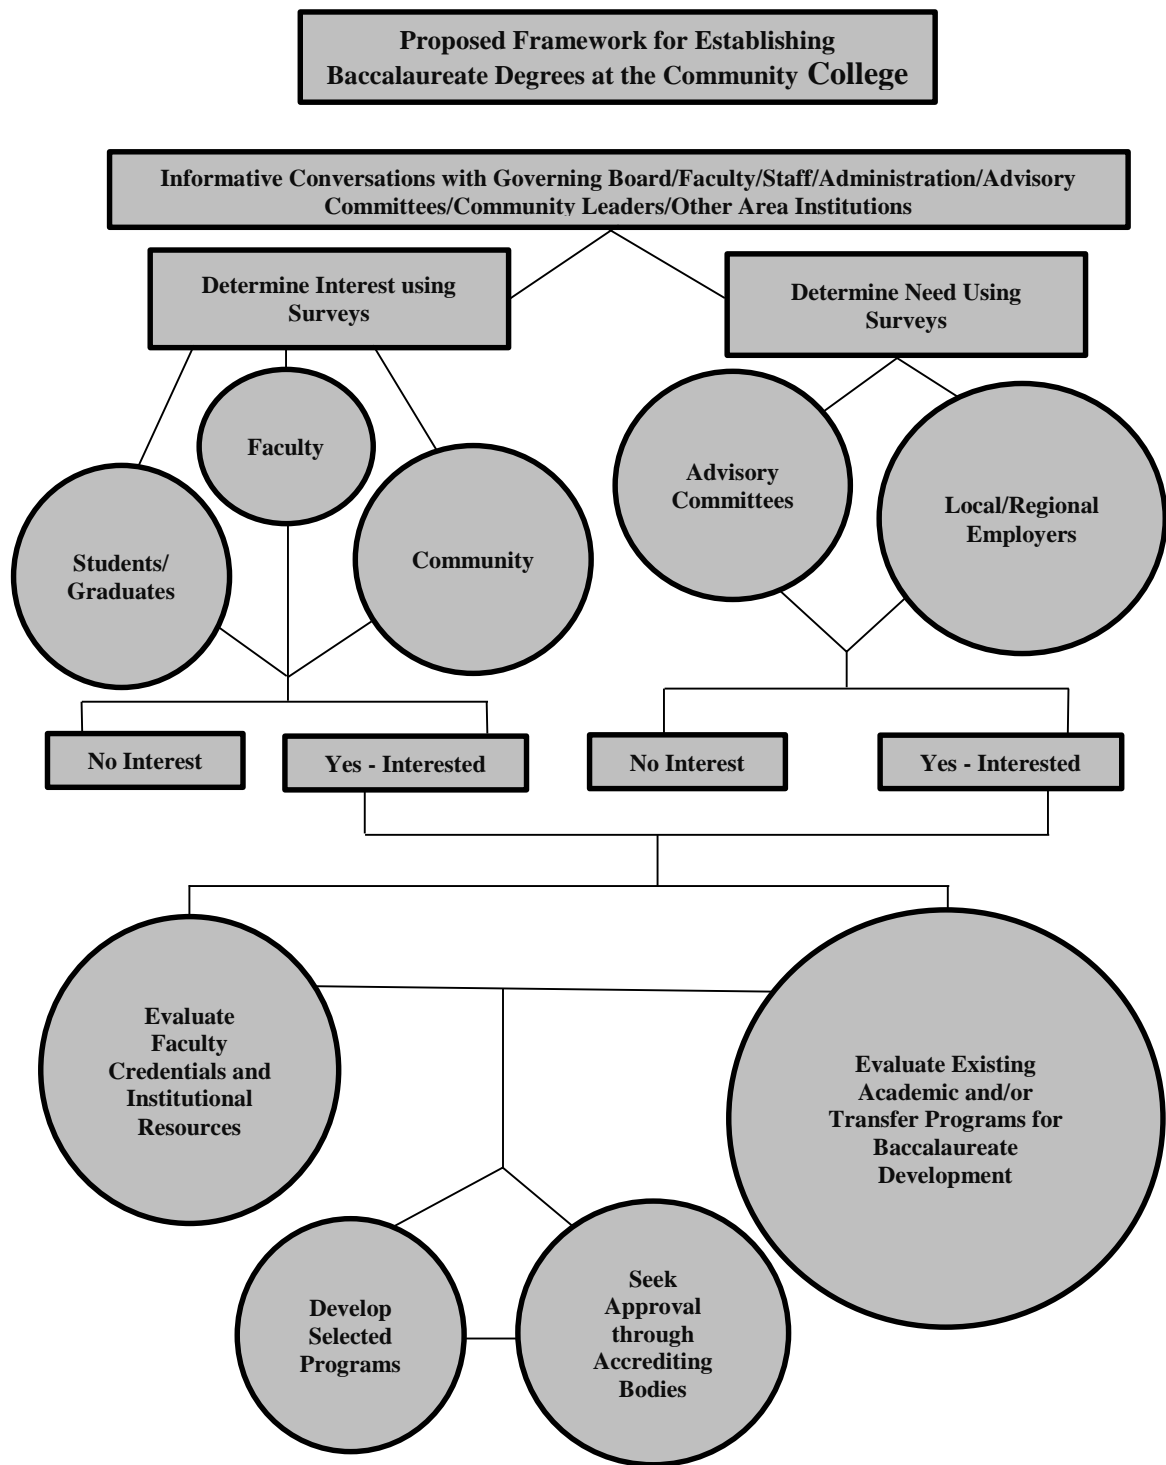 Proposed Framework for Establishing
Baccalaureate Degrees at the Community College
Informative Conversations with Governing Board/Faculty/Staff/Administration/Advisory
Committees/Community Leaders/Other Area Institutions
Determine Interest using
Surveys
Determine Need Using
Surveys
Faculty
Students/
Graduates
Community
Advisory
Committees
Local/Regional
Employers
No Interest
Yes - Interested
No Interest
Yes - Interested
Evaluate
Faculty
Credentials and
Institutional
Resources
Evaluate Existing
Academic and/or
Transfer Programs for
Baccalaureate
Development
Develop
Selected
Programs
Seek
Approval
through
Accrediting
Bodies